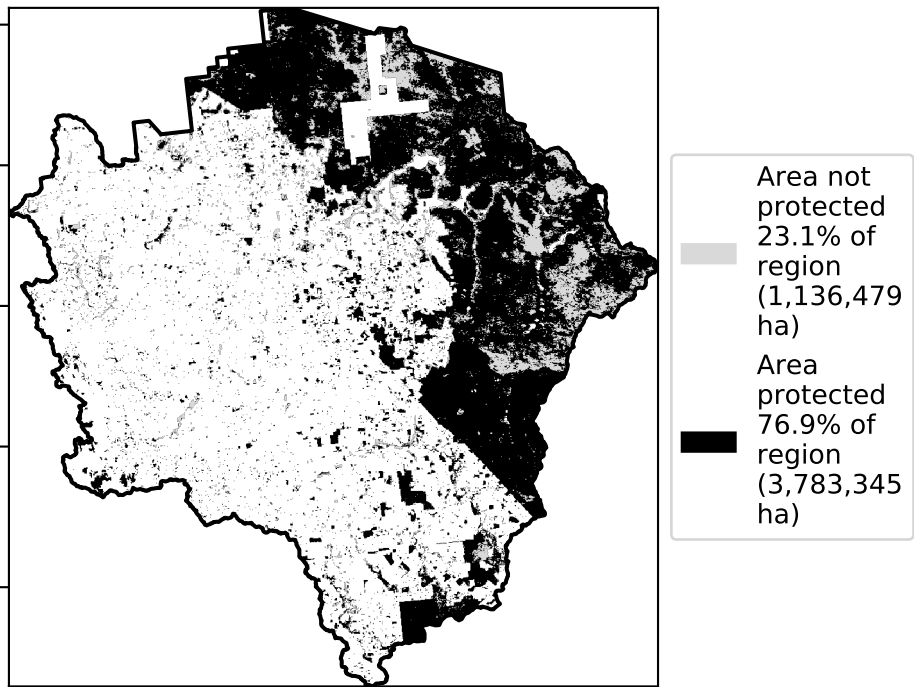 Area not
protected
23.1% of
region
(1,136,479
ha)
Area
protected
76.9% of
region
(3,783,345
ha)